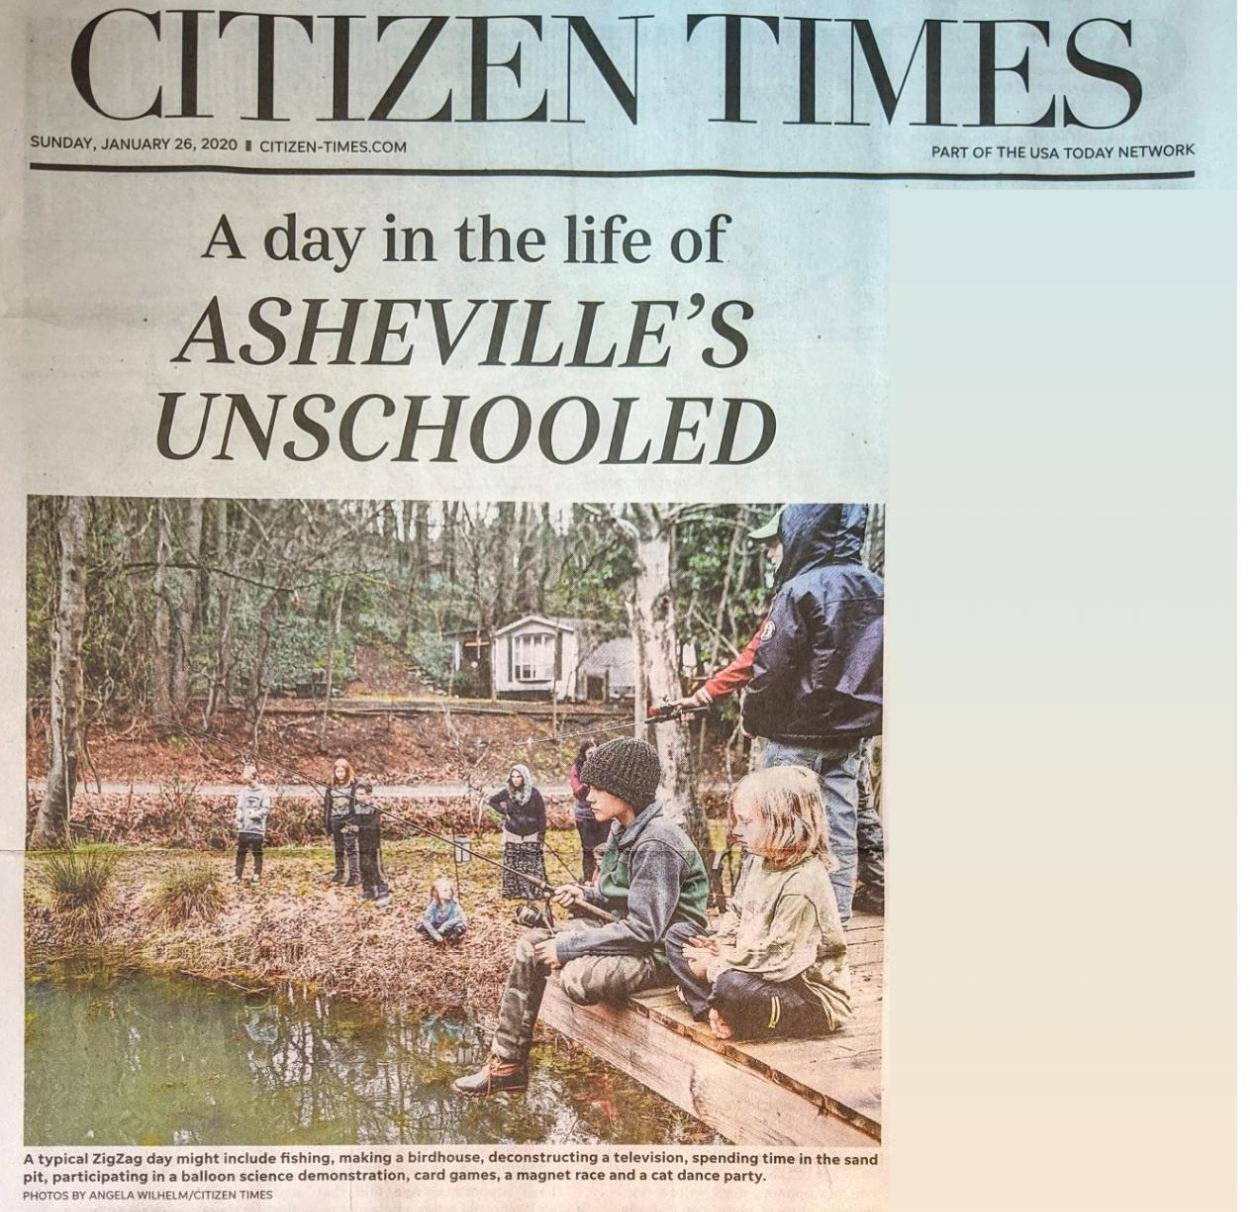 CITIZEN TIMES
SUNDAY, JANUARY 26, 2020 ▮ CITIZEN-TIMES.COM
PART OF THE USA TODAY NETWORK
A day in the life of
ASHEVILLE’S
UNSCHOOLED
A typical ZigZag day might include fishing, making a birdhouse, deconstructing a television, spending time in the sand
pit, participating in a balloon science demonstration, card games, a magnet race and a cat dance party.
PHOTOS BY ANGELA WILHELM/CITIZEN TIMES